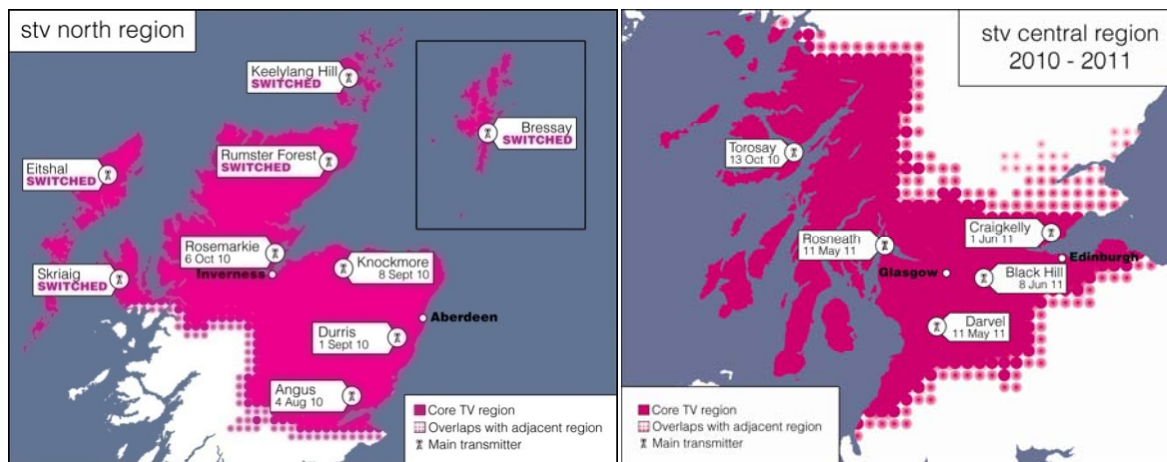 stv north region
Keelylang Hill
SWITCHED
Bressay
SWITCHED
Rumster Forest
SWITCHED
Eitshal
SWITCHED
Rosemarkie
6 Oct 10
Inverness
Knockmore
8 Sept 10
Skriaig
SWITCHED
Aberdeen
Durris
1 Sept 10
Angus
4 Aug 10
Core TV region
Overlaps with adjacent region
Main transmitter
stv central region
2010 - 2011
Torosay
13 Oct 10
Craigkelly
1 Jun 11
Rosneath
11 May 11
Edinburgh
Glasgow
Black Hill
8 Jun 11
Darvel
11 May 11
Core TV region
Overlaps with adjacent region
Main transmitter